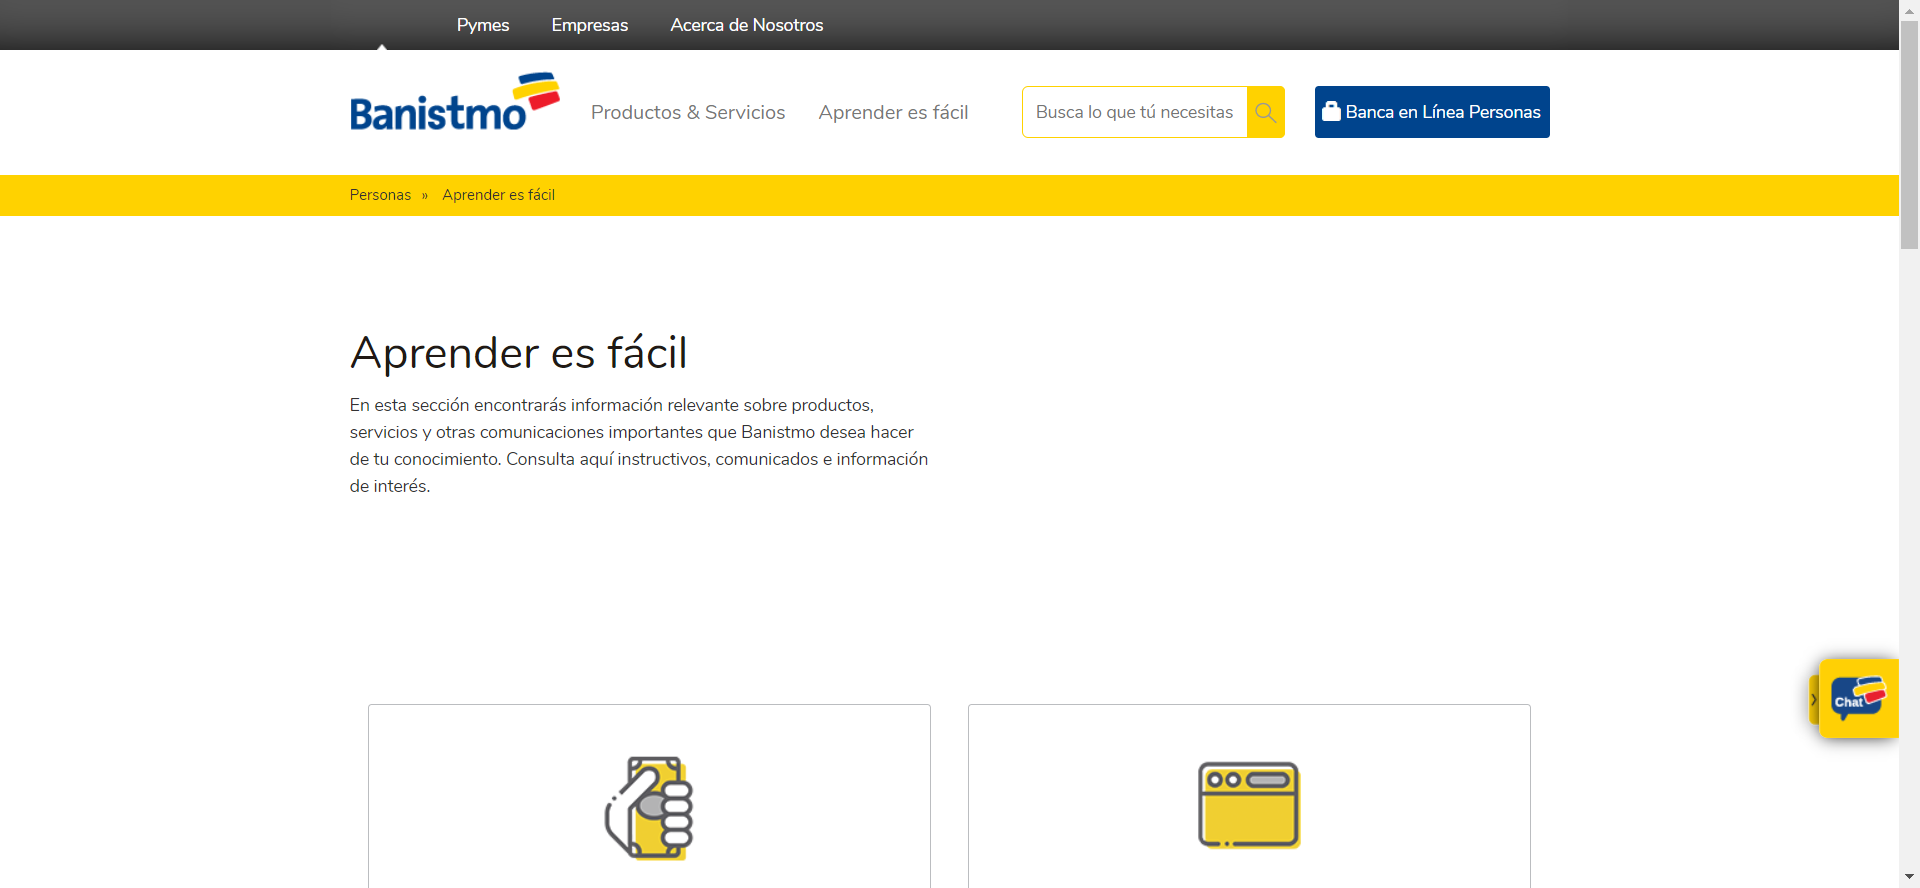 Pymes Empresas Acerca de Nosotros
Banistmo Productos & Servicios Aprender es fácil Busca lo que tú necesitas Banca en Línea Personas
Personas » Aprender es fácil
Aprender es fácil
En esta sección encontrarás información relevante sobre productos,
servicios y otras comunicaciones importantes que Banistmo desea hacer
de tu conocimiento. Consulta aquí instructivos, comunicados e información
de interés.
Chat